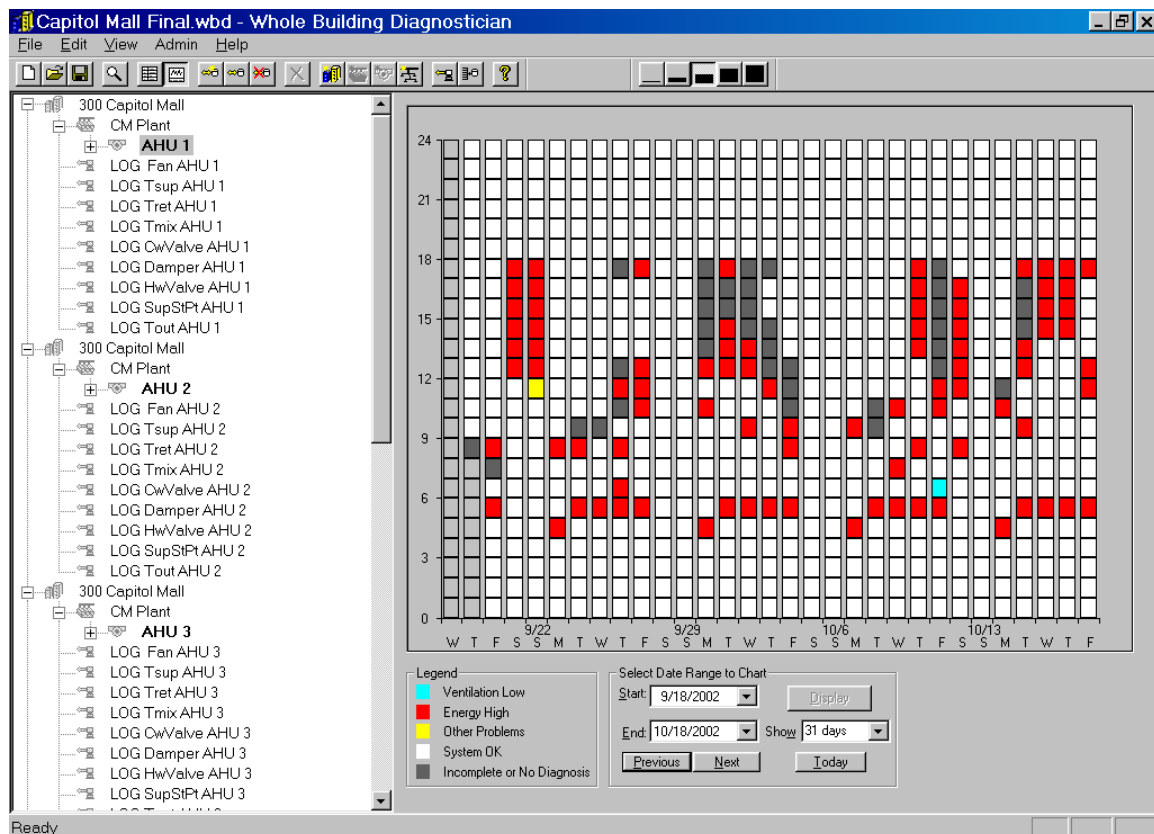 Capitol Mall Final.wbd - Whole Building Diagnostician
File Edit View Admin Help
300 Capitol Mall
CM Plant
AHU 1
LOG Fan AHU 1
LOG Tsup AHU 1
LOG Tret AHU 1
LOG Tmix AHU 1
LOG CwValve AHU 1
LOG Damper AHU 1
LOG HwValve AHU 1
LOG SupStPt AHU 1
LOG Tout AHU 1
300 Capitol Mall
CM Plant
AHU 2
LOG Fan AHU 2
LOG Tsup AHU 2
LOG Tret AHU 2
LOG Tmix AHU 2
LOG CwValve AHU 2
LOG Damper AHU 2
LOG HwValve AHU 2
LOG SupStPt AHU 2
LOG Tout AHU 2
300 Capitol Mall
CM Plant
AHU 3
LOG Fan AHU 3
LOG Tsup AHU 3
LOG Tret AHU 3
LOG Tmix AHU 3
LOG CwValve AHU 3
LOG Damper AHU 3
LOG HwValve AHU 3
LOG SupStPt AHU 3
24
21
18
15
12
9
6
3
0
9/22 9/29 10/6 10/13
W T F S S M T W T F S S M T W T F S S M T W T F S S M T W T F
Legend
Ventilation Low
Energy High
Other Problems
System OK
Incomplete or No Diagnosis
Select Date Range to Chart
Start: 9/18/2002 Display
End: 10/18/2002 Show 31 days
Previous Next Today
Ready